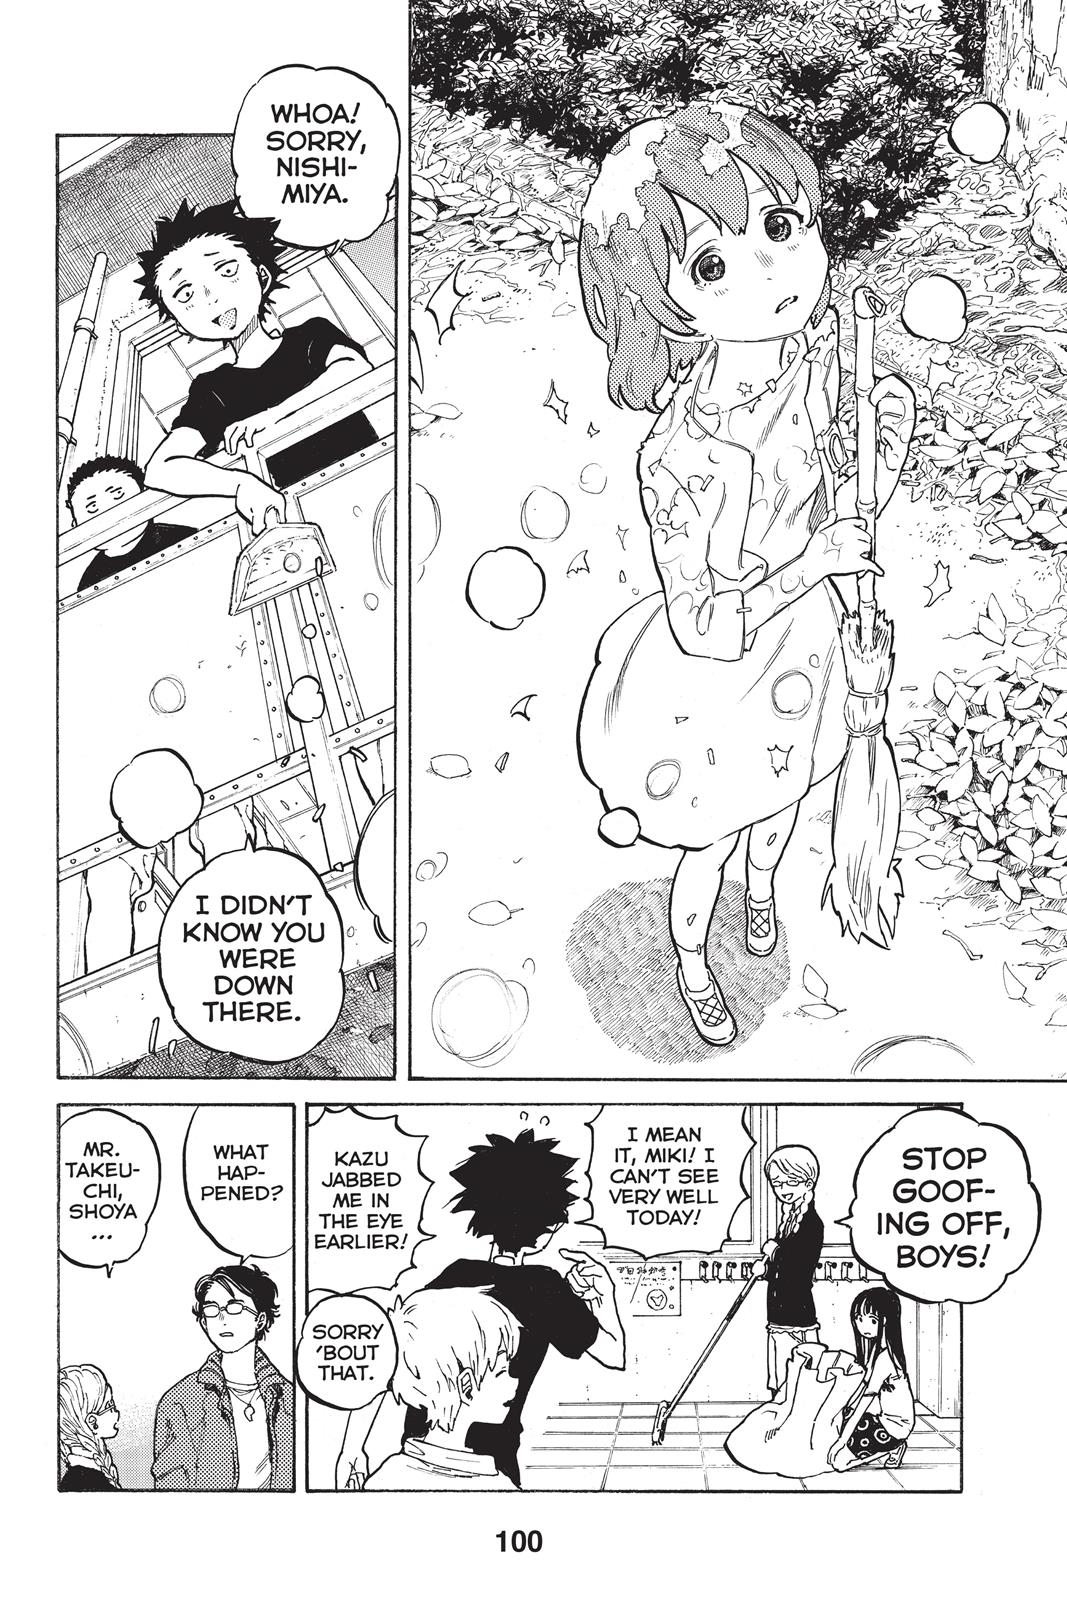 WHOA!
SORRY,
NISHI-
MIYA.
I DIDN'T
KNOW YOU
WERE
DOWN
THERE.
STOP
GOOF-
ING OFF,
BOYS!
I MEAN
IT, MIKI! I
CAN'T SEE
VERY WELL
TODAY!
KAZU
JABBED
ME IN
THE EYE
EARLIER!
SORRY
'BOUT
THAT.
WHAT
HAP-
PENED?
MR.
TAKEU-
CHI,
SHOYA
...
100